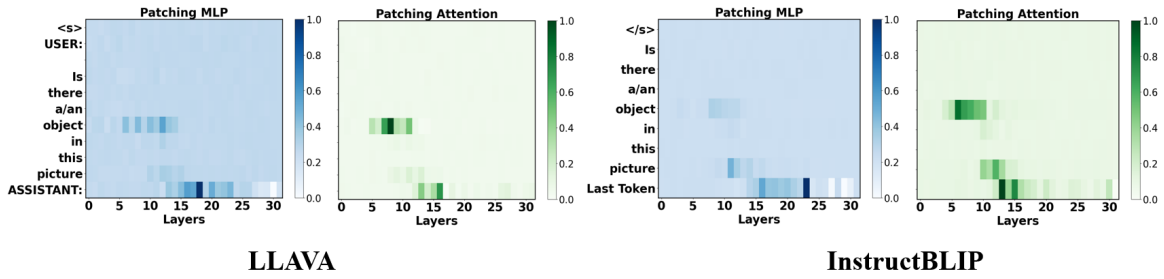 Patching MLP
<s>
USER:
Is
there
a/an
object
in
this
picture
ASSISTANT:
0 5 10 15 20 25 30
Layers
1.0
0.8
0.6
0.4
0.2
0.0
Patching Attention
0 5 10 15 20 25 30
Layers
1.0
0.8
0.6
0.4
0.2
0.0
LLAVA
Patching MLP
</s>
Is
there
a/an
object
in
this
picture
Last Token
0 5 10 15 20 25 30
Layers
1.0
0.8
0.6
0.4
0.2
0.0
Patching Attention
0 5 10 15 20 25 30
Layers
1.0
0.8
0.6
0.4
0.2
0.0
InstructBLIP